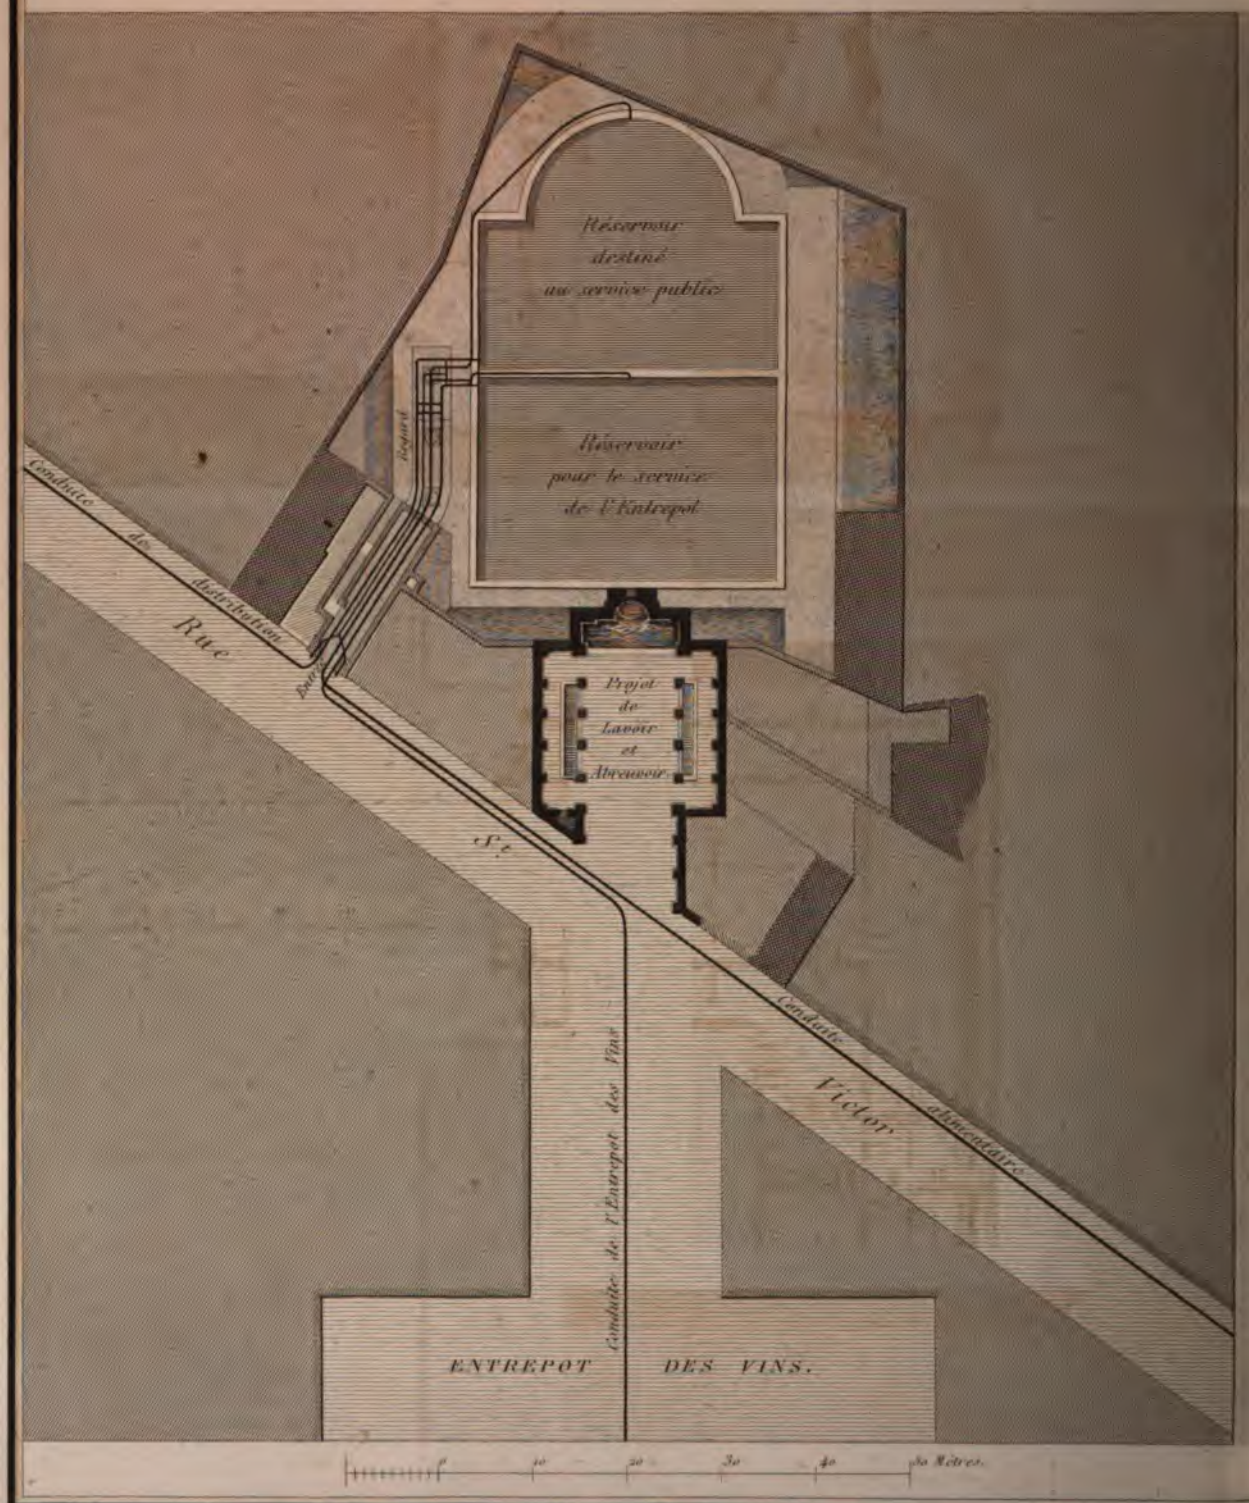 Réservoir
destiné
au service public
Réservoir
pour le service
de l'Entrepot
Regard
Conduite de distribution
Rue St Victor
Entrée
Projet
de
Lavoir
et
Abreuvoir.
Conduite alimentaire
Conduite de l'Entrepot des Vins
ENTREPOT DES VINS.
0 10 20 30 40 50 Mètres.